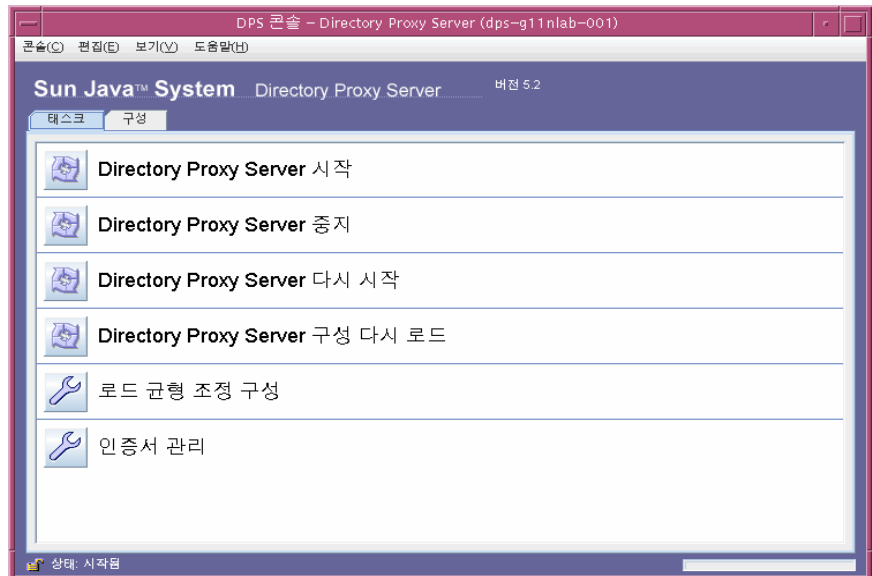 DPS 콘솔 – Directory Proxy Server (dps–g11nlab–001)
콘솔(C) 편집(E) 보기(V) 도움말(H)
Sun Java™ System Directory Proxy Server 버전 5.2
태스크 구성
Directory Proxy Server 시작
Directory Proxy Server 중지
Directory Proxy Server 다시 시작
Directory Proxy Server 구성 다시 로드
로드 균형 조정 구성
인증서 관리
상태: 시작됨